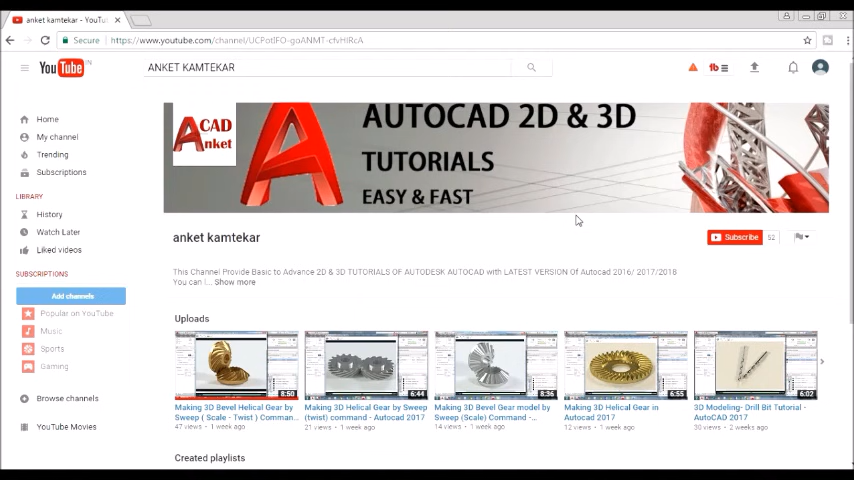 anket kamtekar - YouTu
Secure
https://www.youtube.com/channel/
YouTube IN
ANKET KAMTEKAR
Home
My channel
Trending
Subscriptions
LIBRARY
History
Watch Later
Liked videos
SUBSCRIPTIONS
Add channels
Popular on YouTube
Music
Sports
Gaming
Browse channels
YouTube Movies
ACAD
Anket
AUTOCAD 2D & 3D
TUTORIALS
EASY & FAST
anket kamtekar
Subscribe 52
This Channel Provide Basic to Advance 2D & 3D TUTORIALS OF AUTODESK AUTOCAD with LATEST VERSION Of Autocad 2016/ 2017/2018
You can l... Show more
Uploads
8:50
Making 3D Bevel Helical Gear by
Sweep ( Scale - Twist ) Comman...
47 views • 1 week ago
6:44
Making 3D Helical Gear by Sweep
(twist) command - Autocad 2017
21 views • 1 week ago
8:36
Making 3D Bevel Gear model by
Sweep (Scale) Command -...
14 views • 1 week ago
6:55
Making 3D Helical Gear in
Autocad 2017
12 views • 1 week ago
6:02
3D Modeling- Drill Bit Tutorial -
AutoCAD 2017
30 views • 2 weeks ago
Created playlists